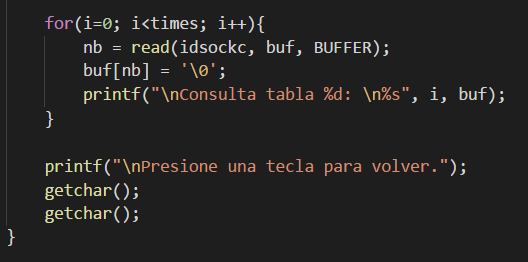 for(i=0; i<times; i++){
nb = read(idsockc, buf, BUFFER);
buf[nb] = '\0';
printf("\nConsulta tabla %d: \n%s", i, buf);
}
printf("\nPresione una tecla para volver.");
getchar();
getchar();
}